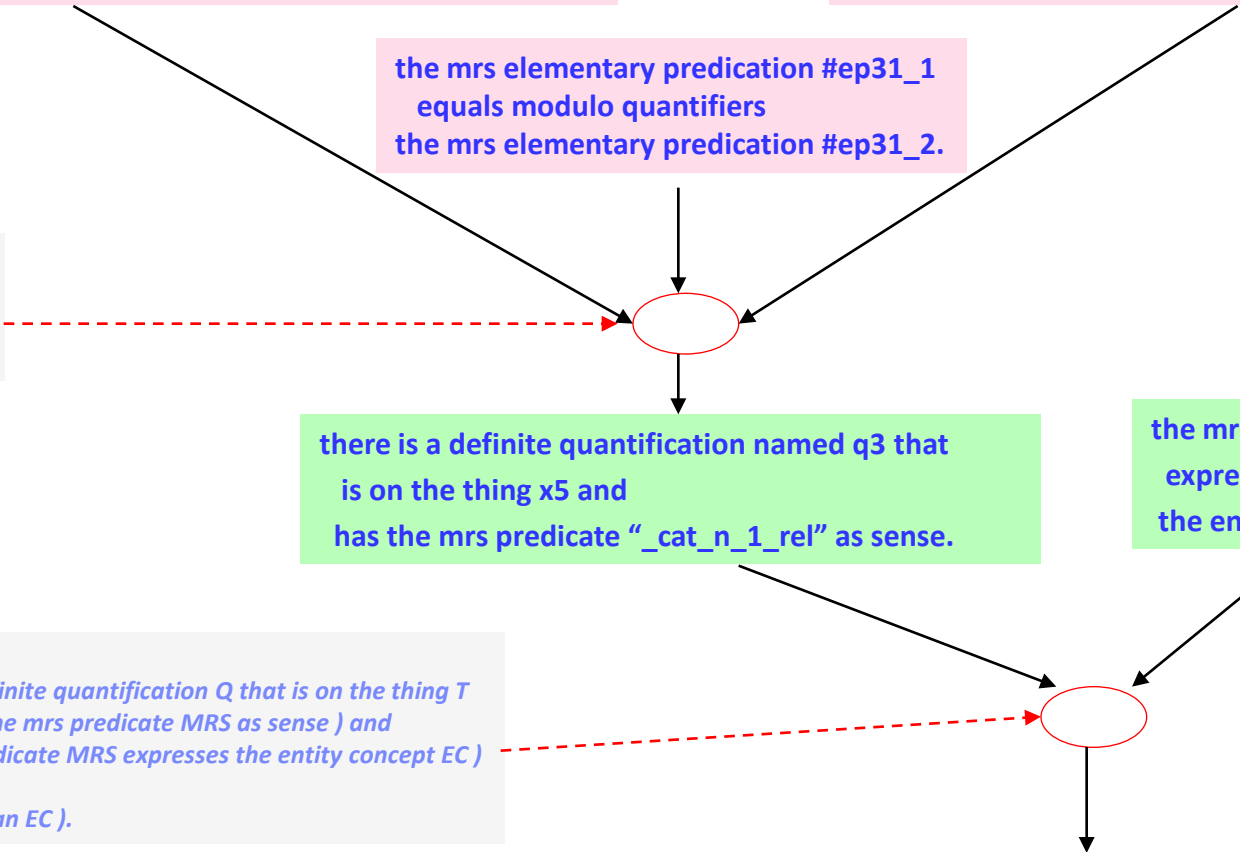 the mrs elementary predication #ep31_1
equals modulo quantifiers
the mrs elementary predication #ep31_2.
there is a definite quantification named q3 that
is on the thing x5 and
has the mrs predicate “_cat_n_1_rel” as sense.
the mr
expre
the en
finite quantification Q that is on the thing T
he mrs predicate MRS as sense ) and
dicate MRS expresses the entity concept EC )
an EC ).